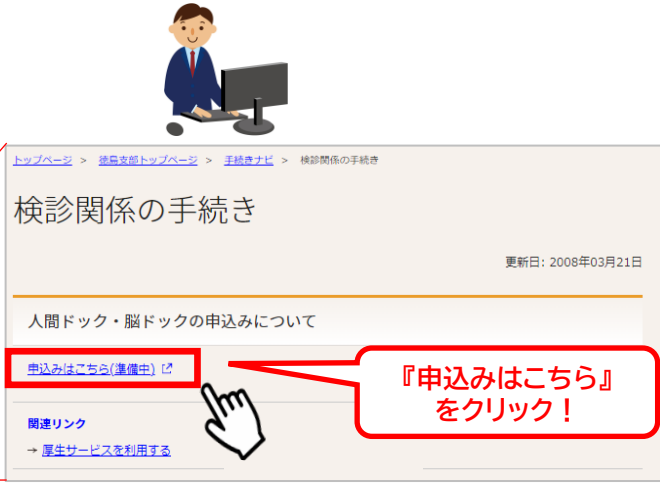 トップページ > 徳島支部トップページ > 手続きナビ > 検診関係の手続き
検診関係の手続き
更新日: 2008年03月21日
人間ドック・脳ドックの申込みについて
申込みはこちら(準備中)
『申込みはこちら』
をクリック！
関連リンク
→ 厚生サービスを利用する